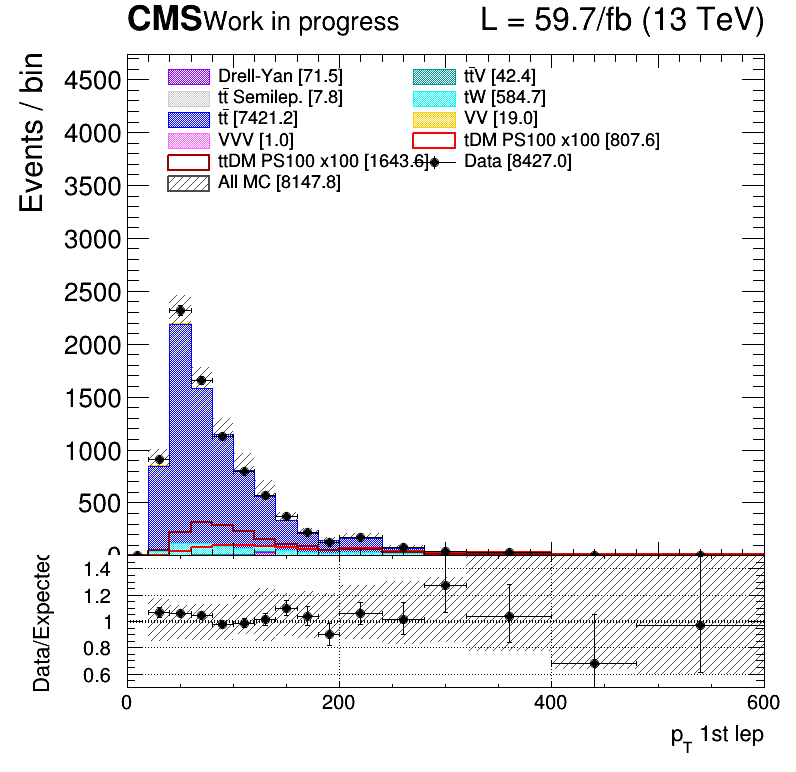 CMS Work in progress L = 59.7/fb (13 TeV)
Events / bin
4500
4000
3500
3000
2500
2000
1500
1000
500
0
Drell-Yan [71.5]
tt̄V [42.4]
tt̄ Semilep. [7.8]
tW [584.7]
tt̄ [7421.2]
VV [19.0]
VVV [1.0]
tDM PS100 x100 [807.6]
ttDM PS100 x100 [1643.6]
Data [8427.0]
All MC [8147.8]
Data/Expected
1.4
1.2
1
0.8
0.6
0 200 400 600
p_T 1st lep